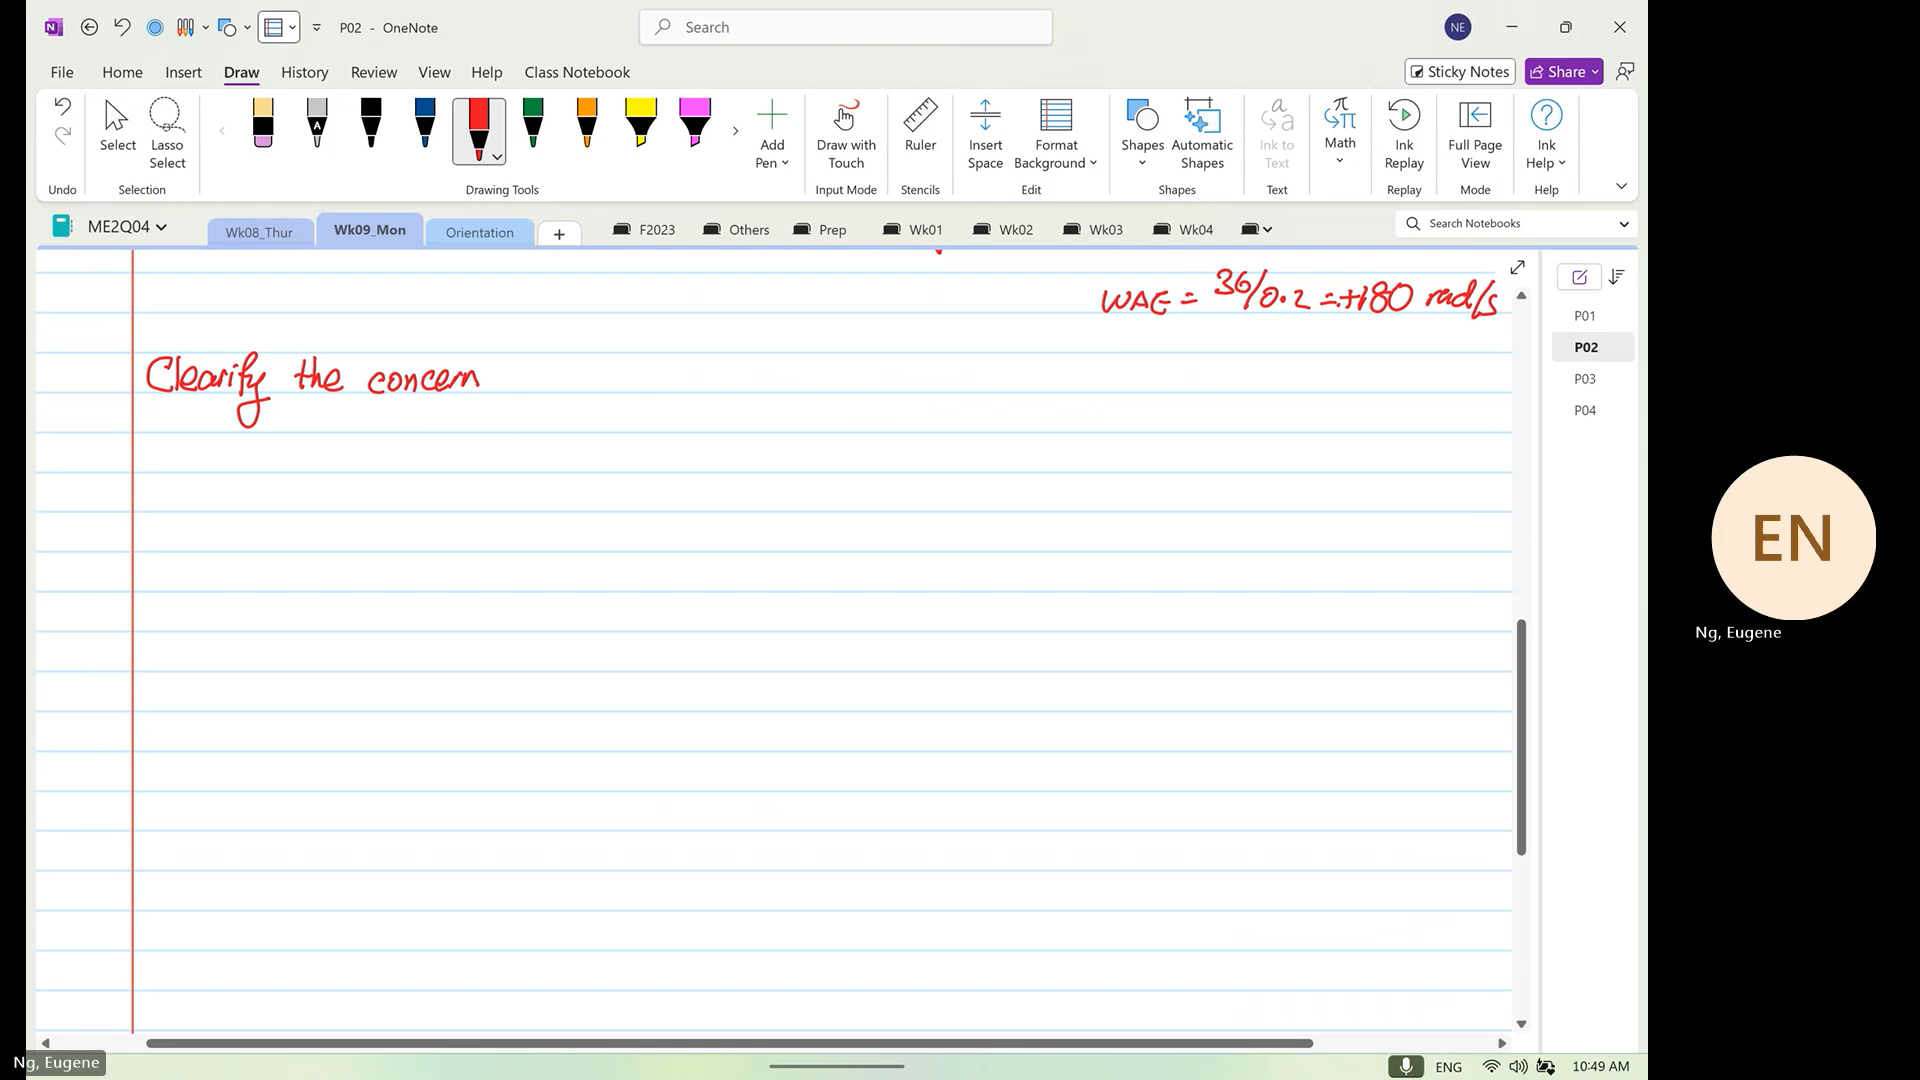 P02 - OneNote
Search
NE
File Home Insert Draw History Review View Help Class Notebook
Sticky Notes
Share
A
Select
Lasso Select
Add Pen
Draw with Touch
Ruler
Insert Space
Format Background
Shapes
Automatic Shapes
Ink to Text
Math
Ink Replay
Full Page View
Ink Help
Undo Selection Drawing Tools Input Mode Stencils Edit Shapes Text Replay Mode Help
ME2Q04
Wk08_Thur Wk09_Mon Orientation
F2023 Others Prep Wk01 Wk02 Wk03 Wk04
Search Notebooks
WAE = 36/0.2 = +180 rad/s
Clearify the concern
P01
P02
P03
P04
EN
Ng, Eugene
Ng, Eugene
ENG
10:49 AM